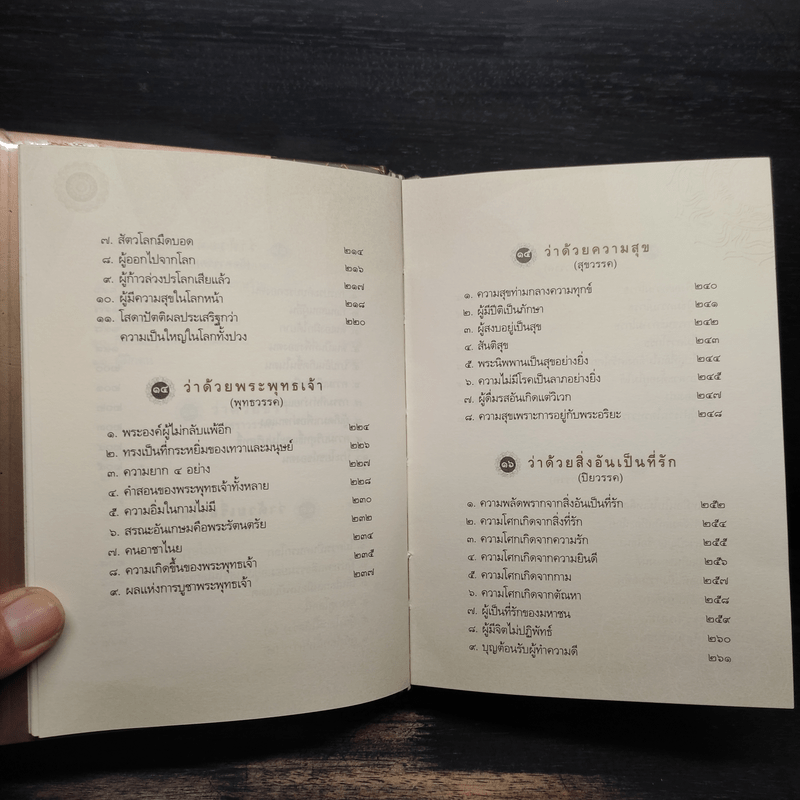 ๗. สัตวโลกมืดบอด ๒๑๔
๘. ผู้ออกไปจากโลก ๒๑๖
๙. ผู้ก้าวล่วงปรโลกเสียแล้ว ๒๑๗
๑๐. ผู้มีความสุขในโลกหน้า ๒๑๘
๑๑. โสดาปัตติผลประเสริฐกว่า ๒๒๐
ความเป็นใหญ่ในโลกทั้งปวง
๑๔ ว่าด้วยพระพุทธเจ้า
(พุทธวรรค)
๑. พระองค์ผู้ไม่กลับแพ้อีก ๒๒๔
๒. ทรงเป็นที่กระหยิ่มของเทวาและมนุษย์ ๒๒๖
๓. ความยาก ๔ อย่าง ๒๒๗
๔. คำสอนของพระพุทธเจ้าทั้งหลาย ๒๒๘
๕. ความอิ่มในกามไม่มี ๒๓๐
๖. สรณะอันเกษมคือพระรัตนตรัย ๒๓๒
๗. คนอาชาไนย ๒๓๔
๘. ความเกิดขึ้นของพระพุทธเจ้า ๒๓๕
๙. ผลแห่งการบูชาพระพุทธเจ้า ๒๓๗
๑๕ ว่าด้วยความสุข
(สุขวรรค)
๑. ความสุขท่ามกลางความทุกข์ ๒๔๐
๒. ผู้มีปีติเป็นภักษา ๒๔๑
๓. ผู้สงบอยู่เป็นสุข ๒๔๒
๔. สันติสุข ๒๔๓
๕. พระนิพพานเป็นสุขอย่างยิ่ง ๒๔๔
๖. ความไม่มีโรคเป็นลาภอย่างยิ่ง ๒๔๕
๗. ผู้ดื่มรสอันเกิดแต่วิเวก ๒๔๗
๘. ความสุขเพราะการอยู่กับพระอริยะ ๒๔๘
๑๖ ว่าด้วยสิ่งอันเป็นที่รัก
(ปิยวรรค)
๑. ความพลัดพรากจากสิ่งอันเป็นที่รัก ๒๕๒
๒. ความโศกเกิดจากสิ่งที่รัก ๒๕๔
๓. ความโศกเกิดจากความรัก ๒๕๕
๔. ความโศกเกิดจากความยินดี ๒๕๖
๕. ความโศกเกิดจากกาม ๒๕๗
๖. ความโศกเกิดจากตัณหา ๒๕๘
๗. ผู้เป็นที่รักของมหาชน ๒๕๙
๘. ผู้มีจิตไม่ปฏิพัทธ์ ๒๖๐
๙. บุญต้อนรับผู้ทำความดี ๒๖๑